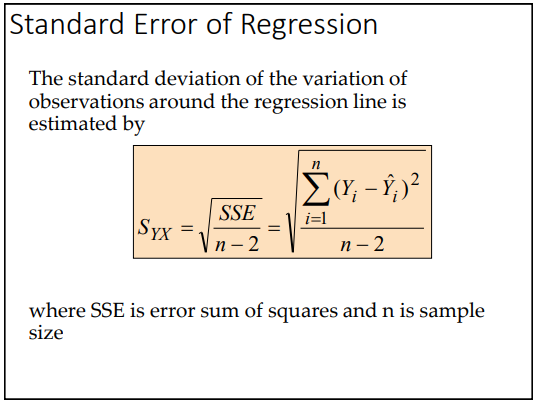 Standard Error of Regression
The standard deviation of the variation of
observations around the regression line is
estimated by
S_YX = √(SSE / (n − 2)) = √(∑_{i=1}^{n} (Y_i − Ŷ_i)² / (n − 2))
where SSE is error sum of squares and n is sample
size